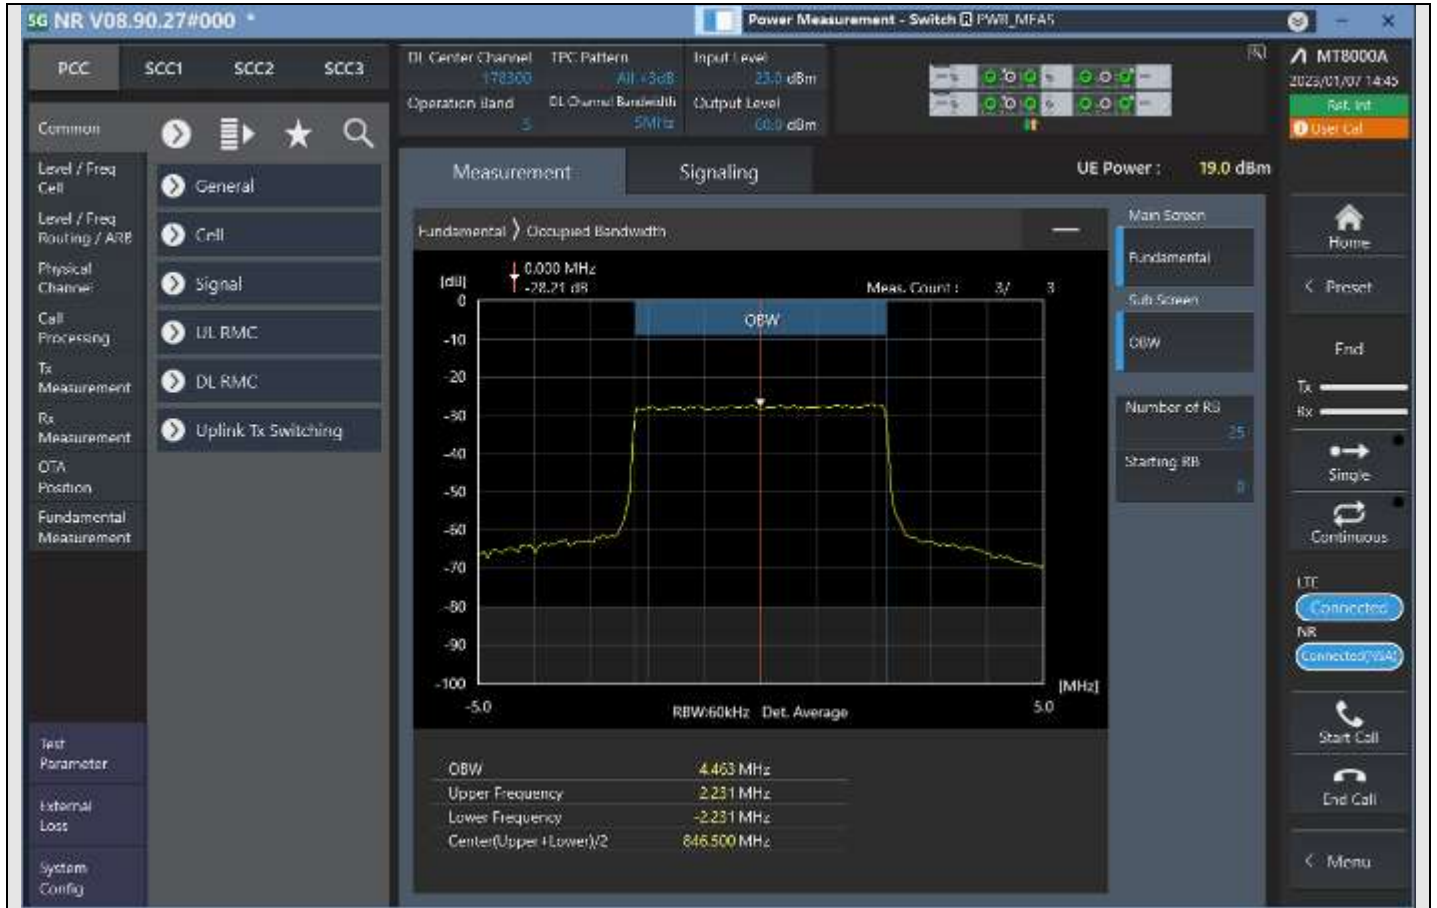 SG NR V08.90.27#000 *
Power Measurement - Switch R PWR_MEAS
PCC SCC1 SCC2 SCC3
DL Center Channel
178300
TPC Pattern
All +3dB
Input Level
23.0 dBm
Operation Band
5
DL Channel Bandwidth
5MHz
Output Level
dBm
MT8000A
2023/01/07 14:45
Ref. Int
User Cal
Common
Level / Freq
Cell
Level / Freq
Routing / ARB
Physical
Channel
Call
Processing
Tx
Measurement
Rx
Measurement
OTA
Position
Fundamental
Measurement
Test
Parameter
External
Loss
System
Config
General
Cell
Signal
UL RMC
DL RMC
Uplink Tx Switching
Measurement
Signaling
UE Power : 19.0 dBm
Fundamental
Occupied Bandwidth
[dB]
0.000 MHz
-28.21 dB
Meas. Count : 3/ 3
OBW
0
-10
-20
-30
-40
-50
-60
-70
-80
-90
-100
-5.0
RBW:60kHz Det. Average
5.0
[MHz]
OBW 4.463 MHz
Upper Frequency 2.231 MHz
Lower Frequency -2.231 MHz
Center(Upper+Lower)/2 846.500 MHz
Main Screen
Fundamental
Sub Screen
OBW
Number of RB
25
Starting RB
0
Home
< Preset
End
Tx
Rx
Single
Continuous
LTE
Connected
NR
Connected(NSA)
Start Call
End Call
< Menu